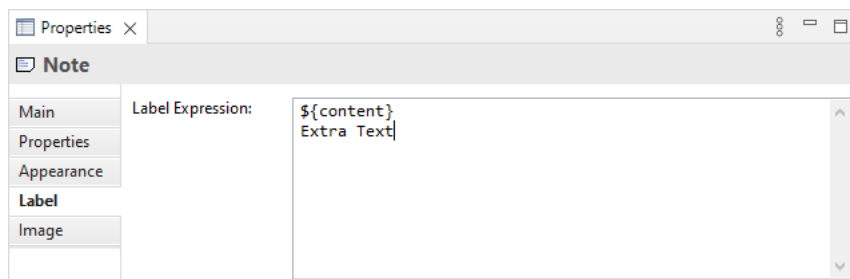 Properties
Note
Main
Label Expression:
${content}
Extra Text
Properties
Appearance
Label
Image